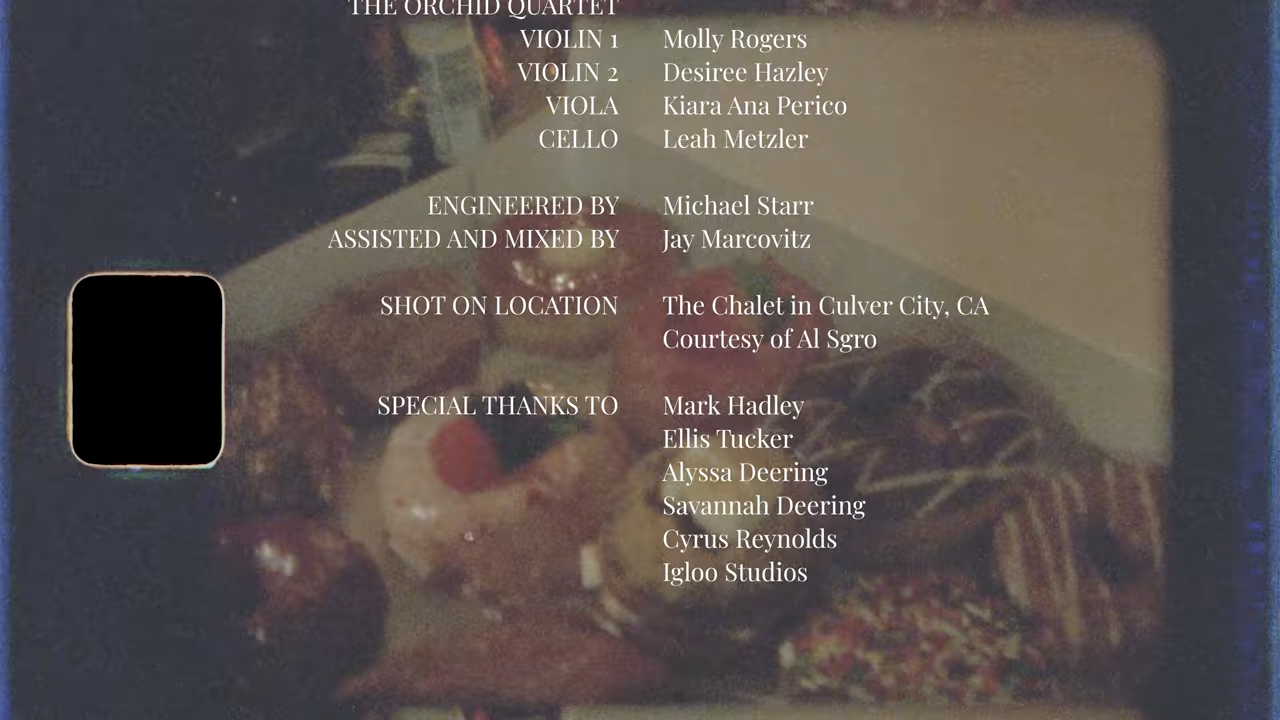 THE ORCHID QUARTET
VIOLIN 1 Molly Rogers
VIOLIN 2 Desiree Hazley
VIOLA Kiara Ana Perico
CELLO Leah Metzler
ENGINEERED BY Michael Starr
ASSISTED AND MIXED BY Jay Marcovitz
SHOT ON LOCATION The Chalet in Culver City, CA
Courtesy of Al Sgro
SPECIAL THANKS TO Mark Hadley
Ellis Tucker
Alyssa Deering
Savannah Deering
Cyrus Reynolds
Igloo Studios